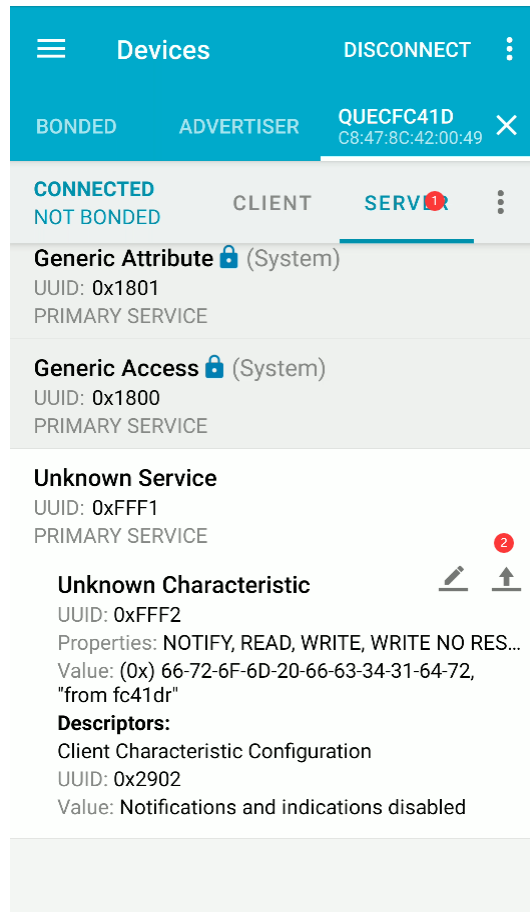 Devices
DISCONNECT
BONDED
ADVERTISER
QUECFC41D
C8:47:8C:42:00:49
CONNECTED
NOT BONDED
CLIENT
SERVER
1
Generic Attribute (System)
UUID: 0x1801
PRIMARY SERVICE
Generic Access (System)
UUID: 0x1800
PRIMARY SERVICE
Unknown Service
UUID: 0xFFF1
PRIMARY SERVICE
2
Unknown Characteristic
UUID: 0xFFF2
Properties: NOTIFY, READ, WRITE, WRITE NO RES...
Value: (0x) 66-72-6F-6D-20-66-63-34-31-64-72,
"from fc41dr"
Descriptors:
Client Characteristic Configuration
UUID: 0x2902
Value: Notifications and indications disabled